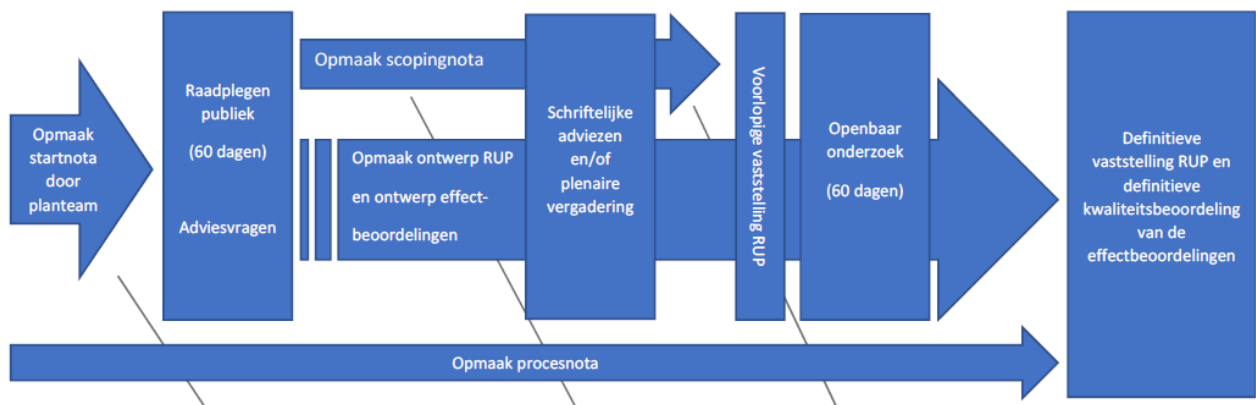 Opmaak
startnota
door
planteam
Raadplegen
publiek
(60 dagen)
Adviesvragen
Opmaak scopingnota
Opmaak ontwerp RUP
en ontwerp effect-
beoordelingen
Schriftelijke
adviezen
en/of
plenaire
vergadering
Voorlopige vaststelling RUP
Openbaar
onderzoek
(60 dagen)
Definitieve
vaststelling RUP en
definitieve
kwaliteitsbeoordeling
van de
effectbeoordelingen
Opmaak procesnota